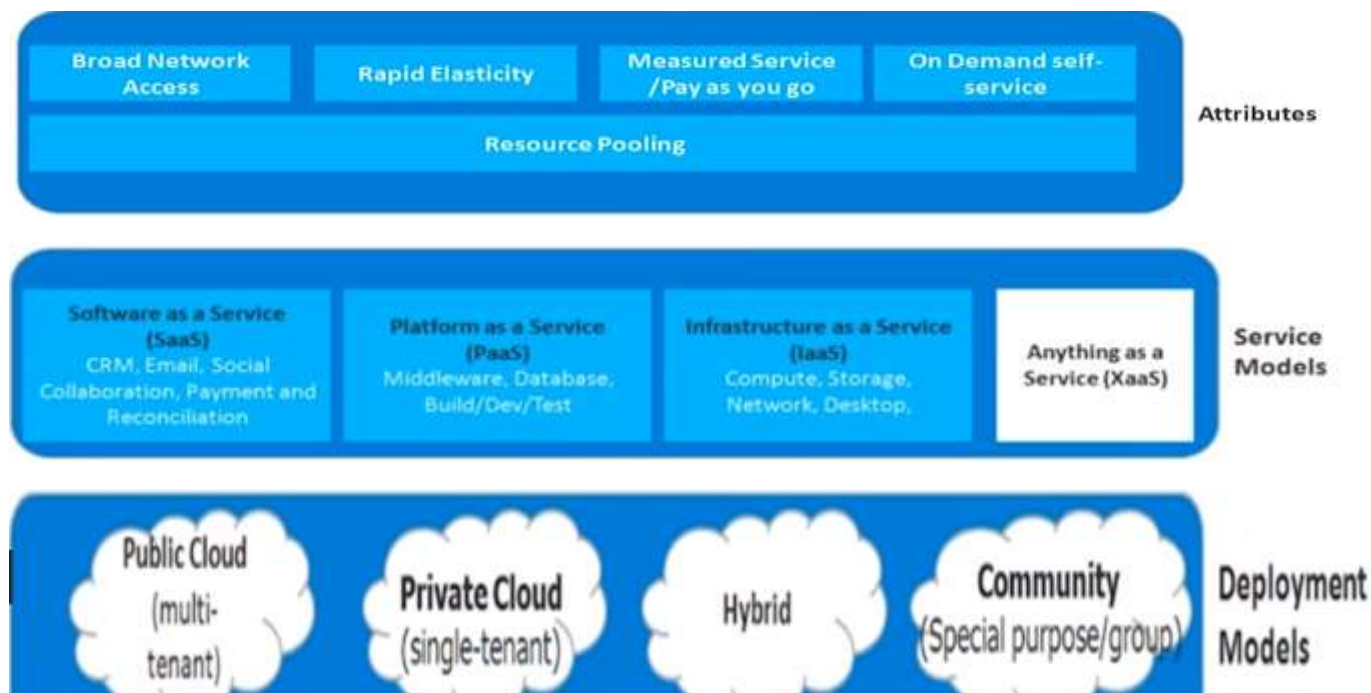 Broad Network
Access
Rapid Elasticity
Measured Service
/Pay as you go
On Demand self-
service
Resource Pooling
Attributes
Software as a Service
(SaaS)
CRM, Email, Social
Collaboration, Payment and
Reconciliation
Platform as a Service
(PaaS)
Middleware, Database,
Build/Dev/Test
Infrastructure as a Service
(IaaS)
Compute, Storage,
Network, Desktop,
Anything as a
Service (XaaS)
Service
Models
Public Cloud
(multi-
tenant)
Private Cloud
(single-tenant)
Hybrid
Community
(Special purpose/group)
Deployment
Models